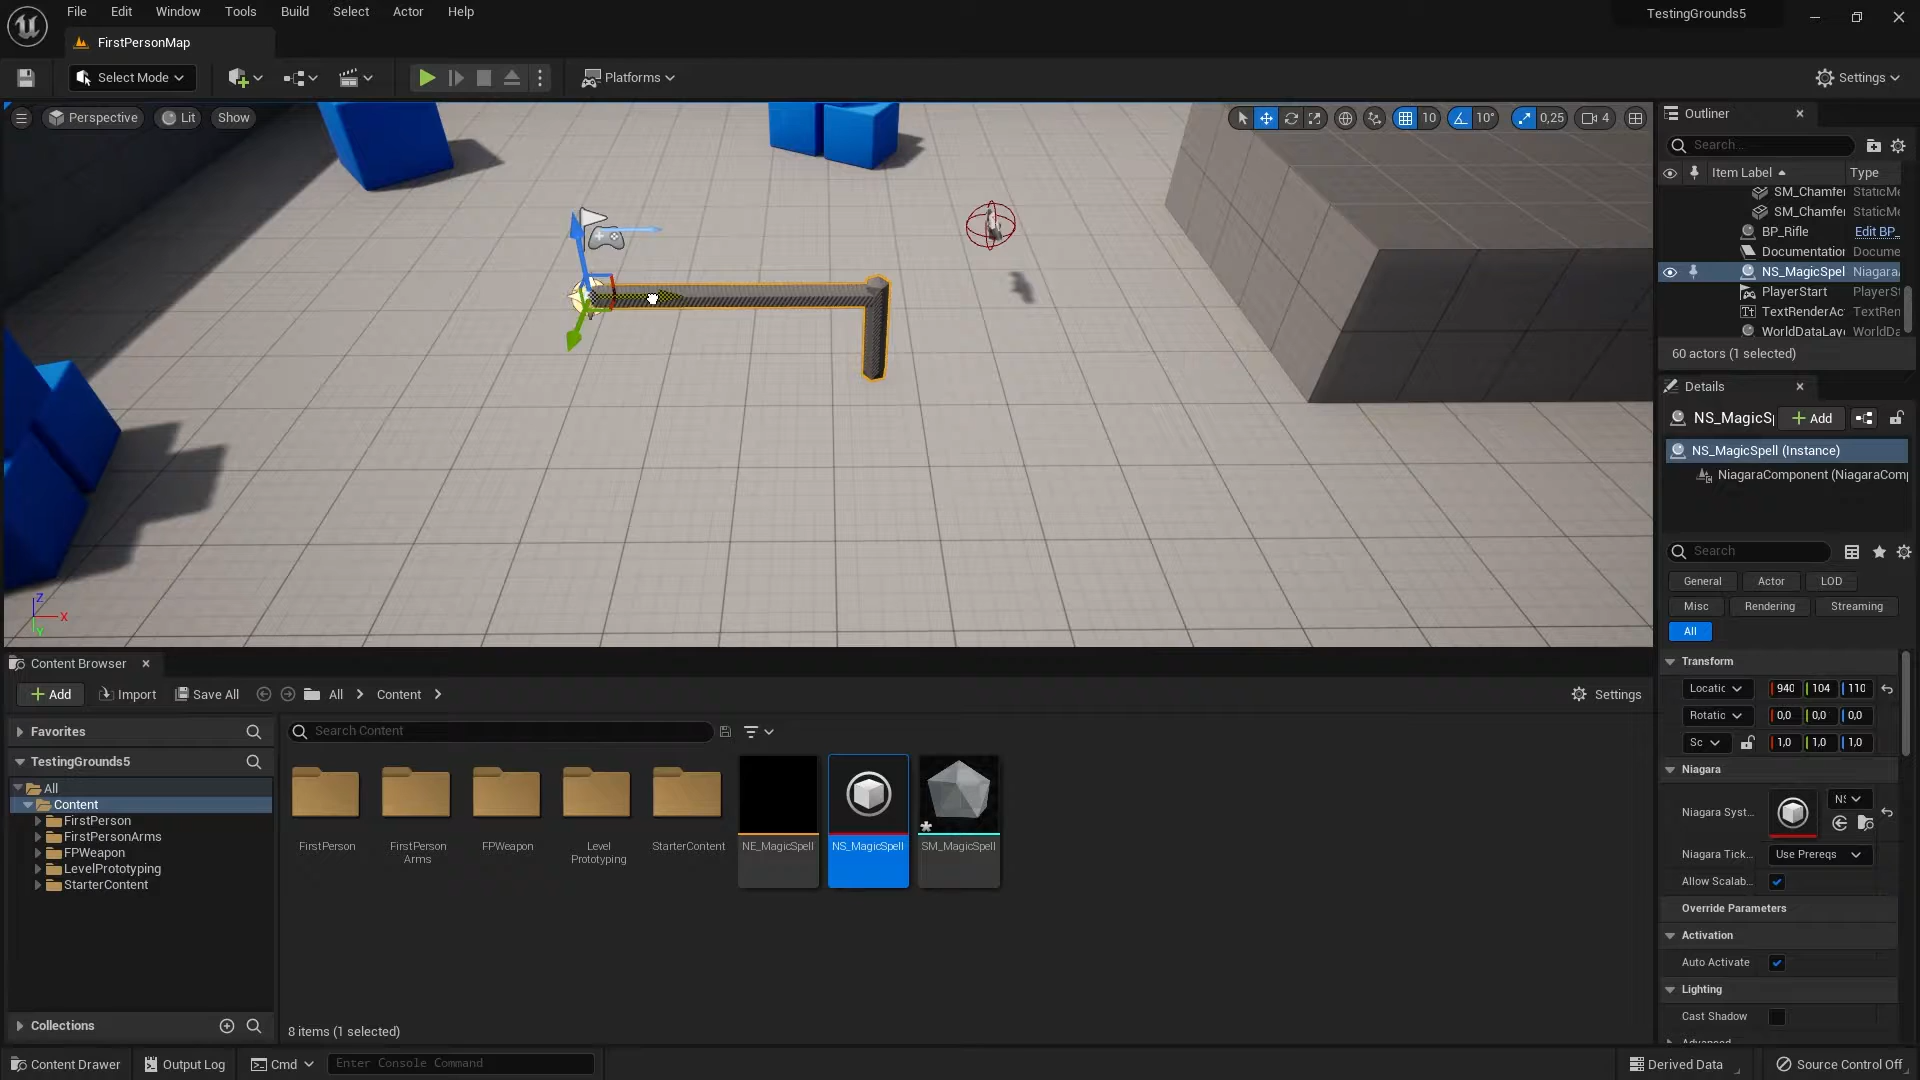 File Edit Window Tools Build Select Actor Help
TestingGrounds5
FirstPersonMap
Select Mode
Platforms
Settings
Perspective Lit Show
10 10° 0,25 4
Outliner
Search...
Item Label Type
SM_Chamfer StaticMe
SM_Chamfer StaticMe
BP_Rifle Edit BP_
Documentation Docume
NS_MagicSpel Niagara
PlayerStart PlayerSt
TextRenderAc TextRen
WorldDataLay WorldDa
60 actors (1 selected)
Details
NS_MagicSp Add
NS_MagicSpell (Instance)
NiagaraComponent (NiagaraCom
Search
General Actor LOD
Misc Rendering Streaming
All
Transform
Locatic 940 104 110
Rotatic 0,0 0,0 0,0
Sc 1,0 1,0 1,0
Niagara
Niagara Syst... NS
Niagara Tick... Use Prereqs
Allow Scalab...
Override Parameters
Activation
Auto Activate
Lighting
Cast Shadow
Advanced
Z
X
Y
Content Browser
Add Import Save All All Content Settings
Favorites
Search Content
TestingGrounds5
All
Content
FirstPerson
FirstPersonArms
FPWeapon
LevelPrototyping
StarterContent
FirstPerson
FirstPerson
Arms
FPWeapon
Level
Prototyping
StarterContent
NE_MagicSpell
NS_MagicSpell
SM_MagicSpell
Collections
8 items (1 selected)
Content Drawer Output Log Cmd Enter Console Command Derived Data Source Control Off